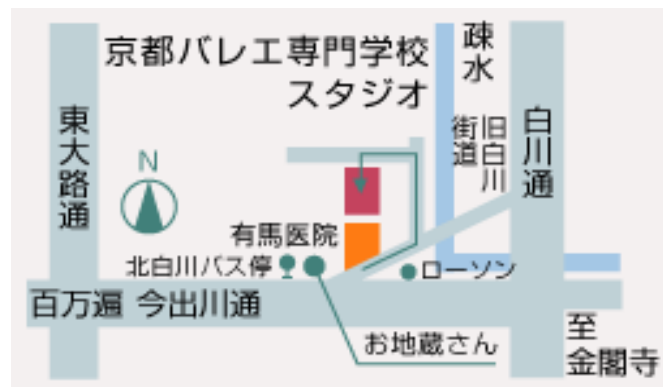 京都バレエ専門学校
スタジオ
疎水
東大路通
N
旧白川
街道
白川通
有馬医院
北白川バス停
ローソン
百万遍 今出川通
お地蔵さん
至
金閣寺